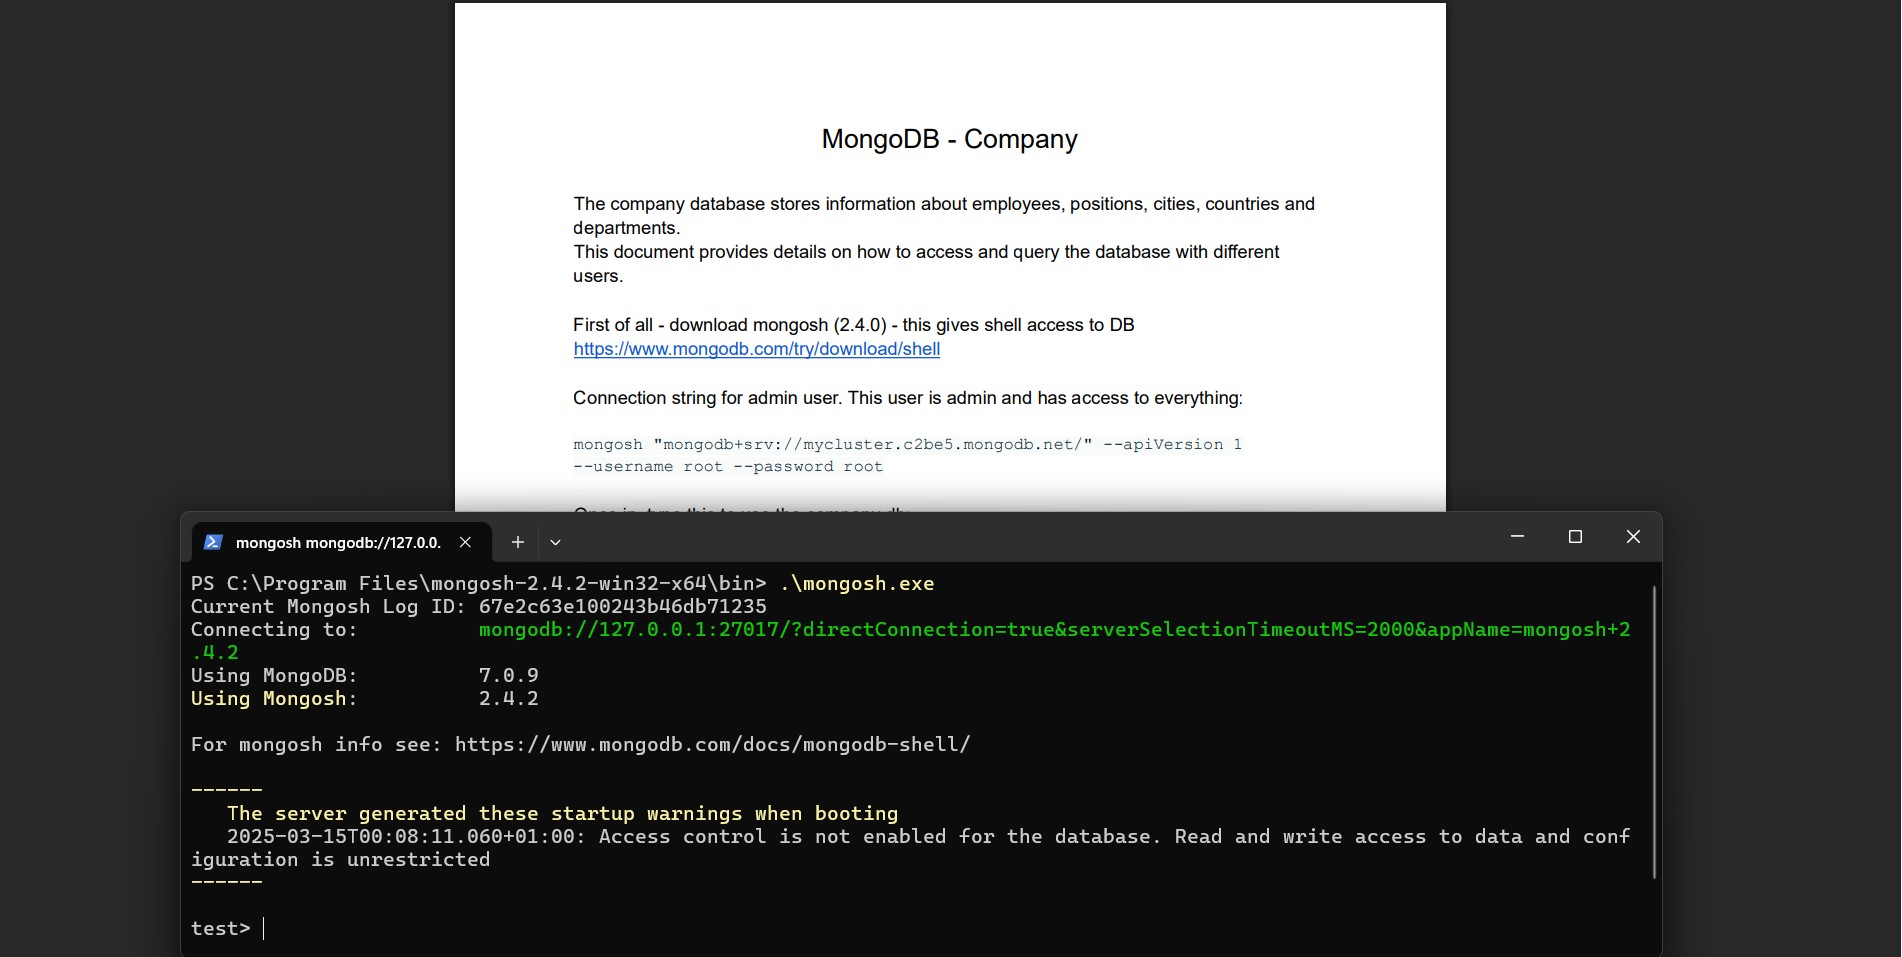 MongoDB - Company
The company database stores information about employees, positions, cities, countries and
departments.
This document provides details on how to access and query the database with different
users.
First of all - download mongosh (2.4.0) - this gives shell access to DB
https://www.mongodb.com/try/download/shell
Connection string for admin user. This user is admin and has access to everything:
mongosh "mongodb+srv://mycluster.c2be5.mongodb.net/" --apiVersion 1
--username root --password root
mongosh mongodb://127.0.0.
PS C:\Program Files\mongosh-2.4.2-win32-x64\bin> .\mongosh.exe
Current Mongosh Log ID: 67e2c63e100243b46db71235
Connecting to: mongodb://127.0.0.1:27017/?directConnection=true&serverSelectionTimeoutMS=2000&appName=mongosh+2
.4.2
Using MongoDB: 7.0.9
Using Mongosh: 2.4.2
For mongosh info see: https://www.mongodb.com/docs/mongodb-shell/
------
The server generated these startup warnings when booting
2025-03-15T00:08:11.060+01:00: Access control is not enabled for the database. Read and write access to data and conf
iguration is unrestricted
------
test>